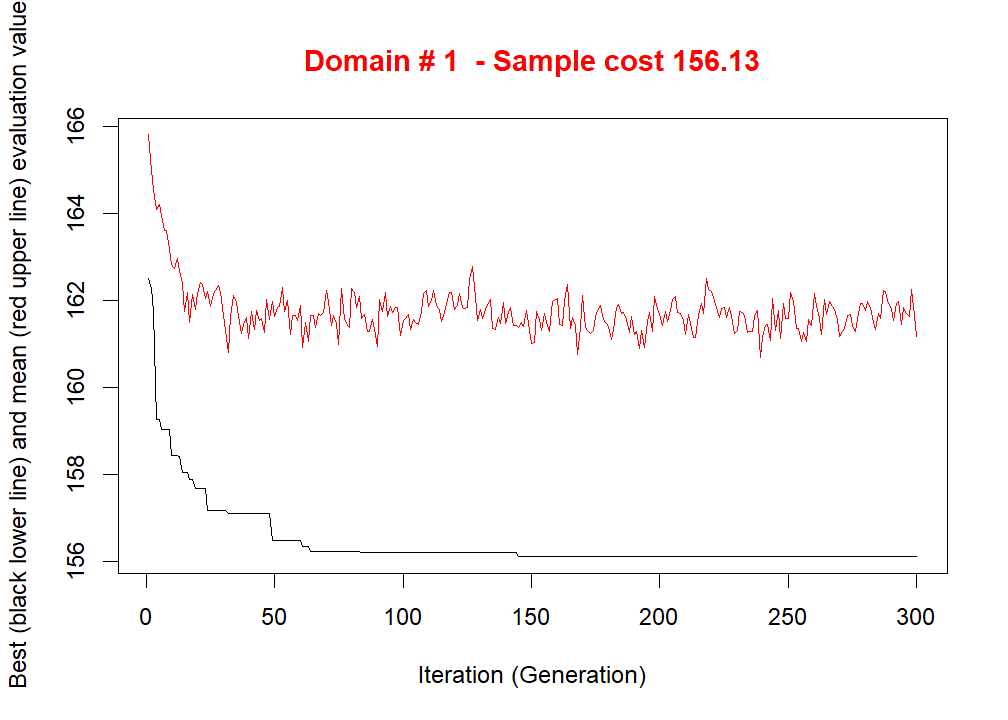 Domain # 1  - Sample cost 156.13
Best (black lower line) and mean (red upper line) evaluation value
166
164
162
160
158
156
0 50 100 150 200 250 300
Iteration (Generation)